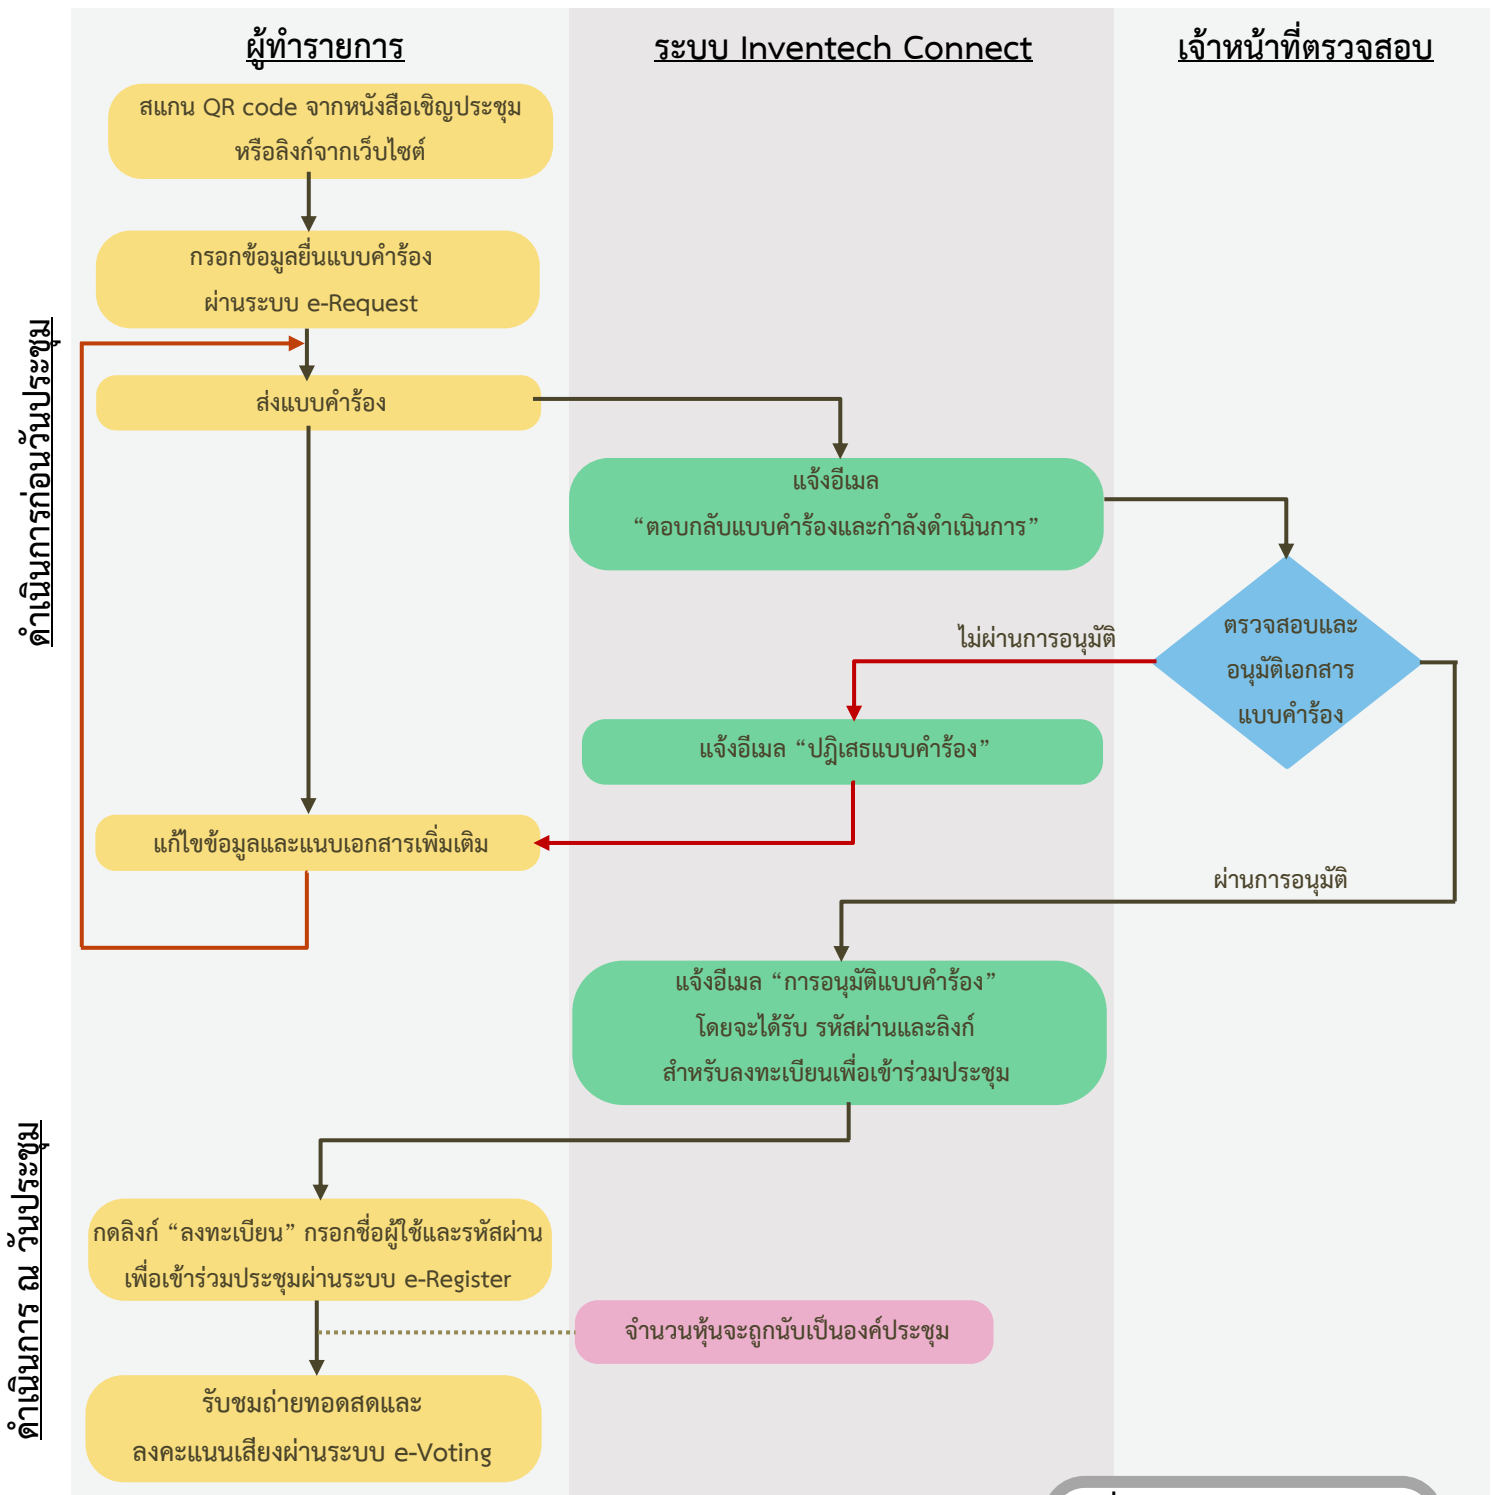 ผู้ทำรายการ
ระบบ Inventech Connect
เจ้าหน้าที่ตรวจสอบ
สแกน QR code จากหนังสือเชิญประชุม
หรือลิงก์จากเว็บไซต์
กรอกข้อมูลยื่นแบบคำร้อง
ผ่านระบบ e-Request
ดำเนินการก่อนวันประชุม
ส่งแบบคำร้อง
แจ้งอีเมล
“ตอบกลับแบบคำร้องและกำลังดำเนินการ”
ตรวจสอบและ
อนุมัติเอกสาร
แบบคำร้อง
ไม่ผ่านการอนุมัติ
แจ้งอีเมล “ปฎิเสธแบบคำร้อง”
แก้ไขข้อมูลและแนบเอกสารเพิ่มเติม
ผ่านการอนุมัติ
แจ้งอีเมล “การอนุมัติแบบคำร้อง”
โดยจะได้รับ รหัสผ่านและลิงก์
สำหรับลงทะเบียนเพื่อเข้าร่วมประชุม
ดำเนินการ ณ วันประชุม
กดลิงก์ “ลงทะเบียน” กรอกชื่อผู้ใช้และรหัสผ่าน
เพื่อเข้าร่วมประชุมผ่านระบบ e-Register
จำนวนหุ้นจะถูกนับเป็นองค์ประชุม
รับชมถ่ายทอดสดและ
ลงคะแนนเสียงผ่านระบบ e-Voting